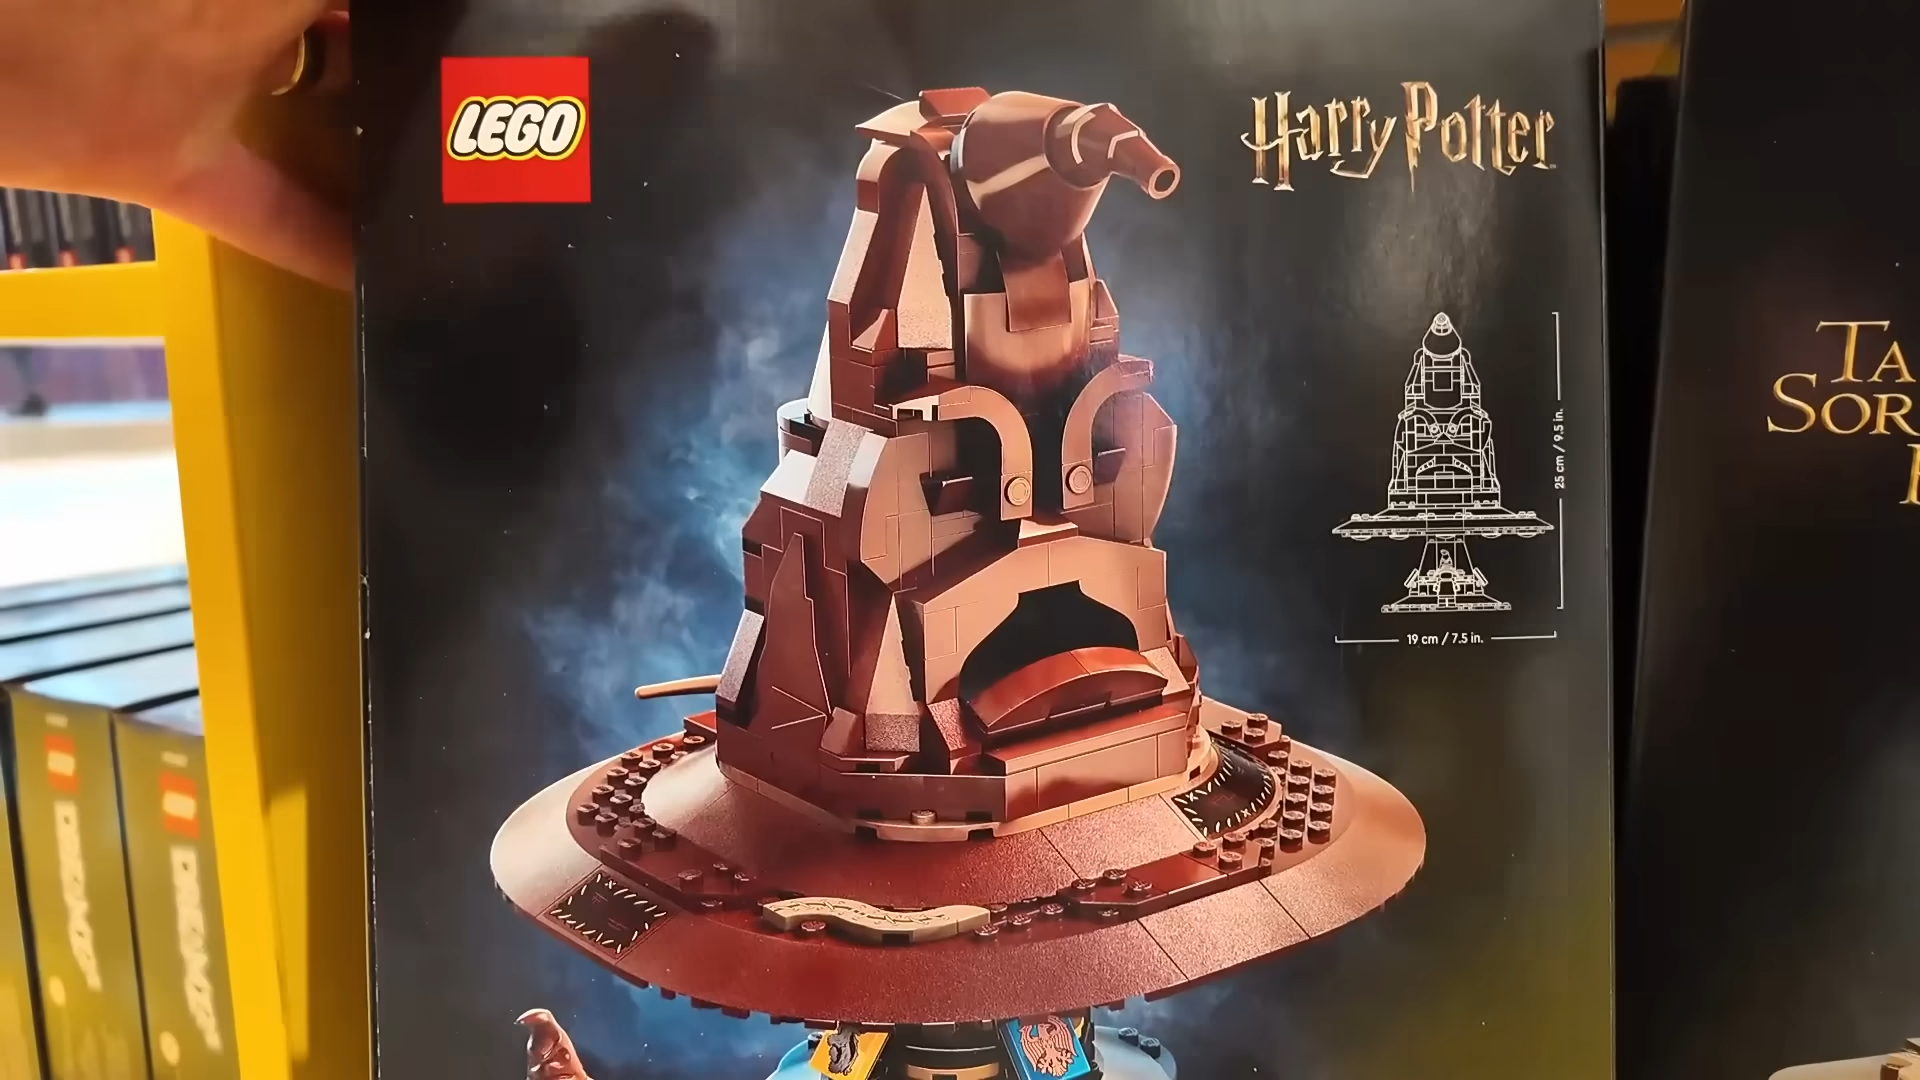 LEGO
Harry Potter
25 cm / 9.5 in.
19 cm / 7.5 in.
TA
SOR